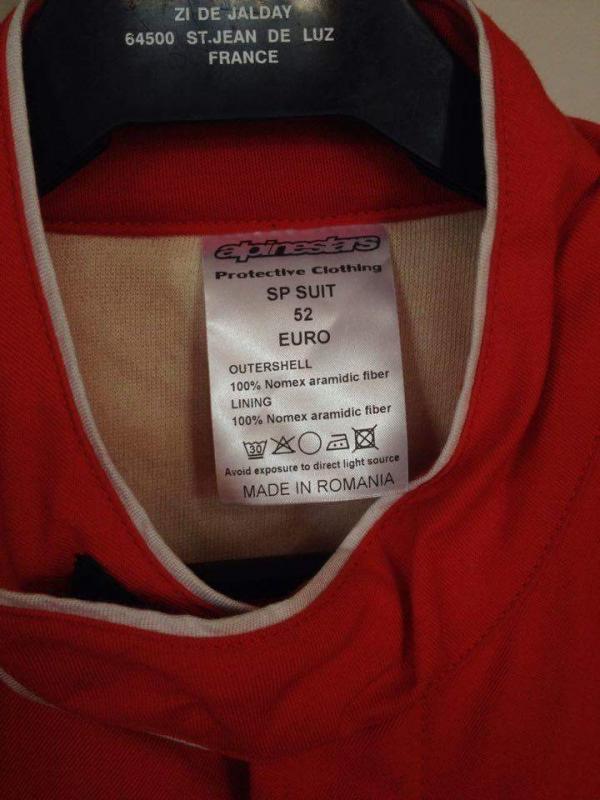 ZI DE JALDAY
64500 ST.JEAN DE LUZ
FRANCE
alpinestars
Protective Clothing
SP SUIT
52
EURO
OUTERSHELL
100% Nomex aramidic fiber
LINING
100% Nomex aramidic fiber
30
Avoid exposure to direct light source
MADE IN ROMANIA